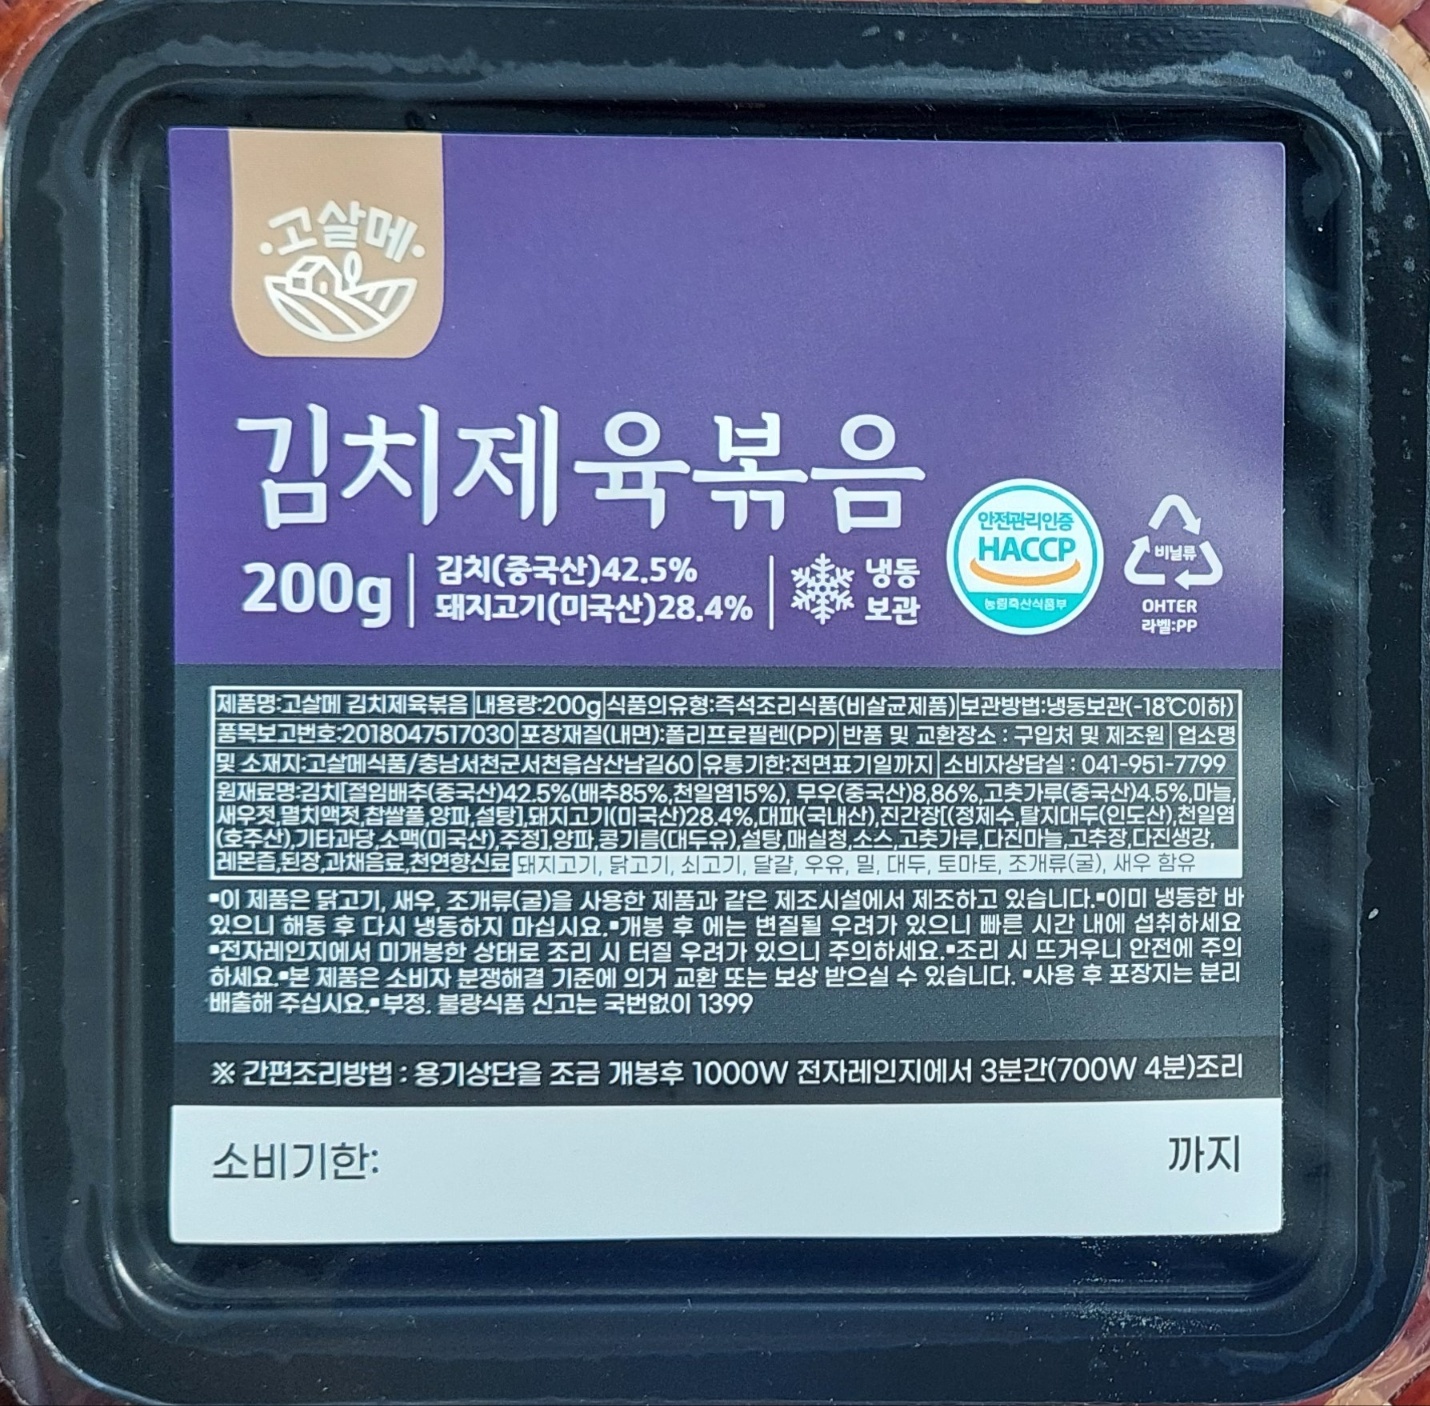 ·고살메·
김치제육볶음
200g
김치(중국산)42.5%
돼지고기(미국산)28.4%
냉동
보관
안전관리인증
HACCP
농림축산식품부
비닐류
OHTER
라벨:PP
제품명:고살메 김치제육볶음 내용량:200g 식품의유형:즉석조리식품(비살균제품) 보관방법:냉동보관(-18℃이하)
품목보고번호:2018047517030 포장재질(내면):폴리프로필렌(PP) 반품 및 교환장소 : 구입처 및 제조원 업소명
및 소재지:고살메식품/충남서천군서천읍삼산남길60 유통기한:전면표기일까지 소비자상담실 : 041-951-7799
원재료명:김치[절임배추(중국산)42.5%(배추85%,천일염15%), 무우(중국산)8,86%,고춧가루(중국산)4.5%,마늘,
새우젓,멸치액젓,찹쌀풀,양파,설탕],돼지고기(미국산)28.4%,대파(국내산),진간장[(정제수,탈지대두(인도산),천일염
(호주산),기타과당,소맥(미국산),주정],양파,콩기름(대두유),설탕,매실청,소스,고춧가루,다진마늘,고추장,다진생강,
레몬즙,된장,과채음료,천연향신료 돼지고기, 닭고기, 쇠고기, 달걀, 우유, 밀, 대두, 토마토, 조개류(굴), 새우 함유
▪이 제품은 닭고기, 새우, 조개류(굴)을 사용한 제품과 같은 제조시설에서 제조하고 있습니다.▪이미 냉동한 바
있으니 해동 후 다시 냉동하지 마십시요.▪개봉 후 에는 변질될 우려가 있으니 빠른 시간 내에 섭취하세요
▪전자레인지에서 미개봉한 상태로 조리 시 터질 우려가 있으니 주의하세요.▪조리 시 뜨거우니 안전에 주의
하세요.▪본 제품은 소비자 분쟁해결 기준에 의거 교환 또는 보상 받으실 수 있습니다. ▪사용 후 포장지는 분리
배출해 주십시요.▪부정. 불량식품 신고는 국번없이 1399
※ 간편조리방법 : 용기상단을 조금 개봉후 1000W 전자레인지에서 3분간(700W 4분)조리
소비기한: 까지